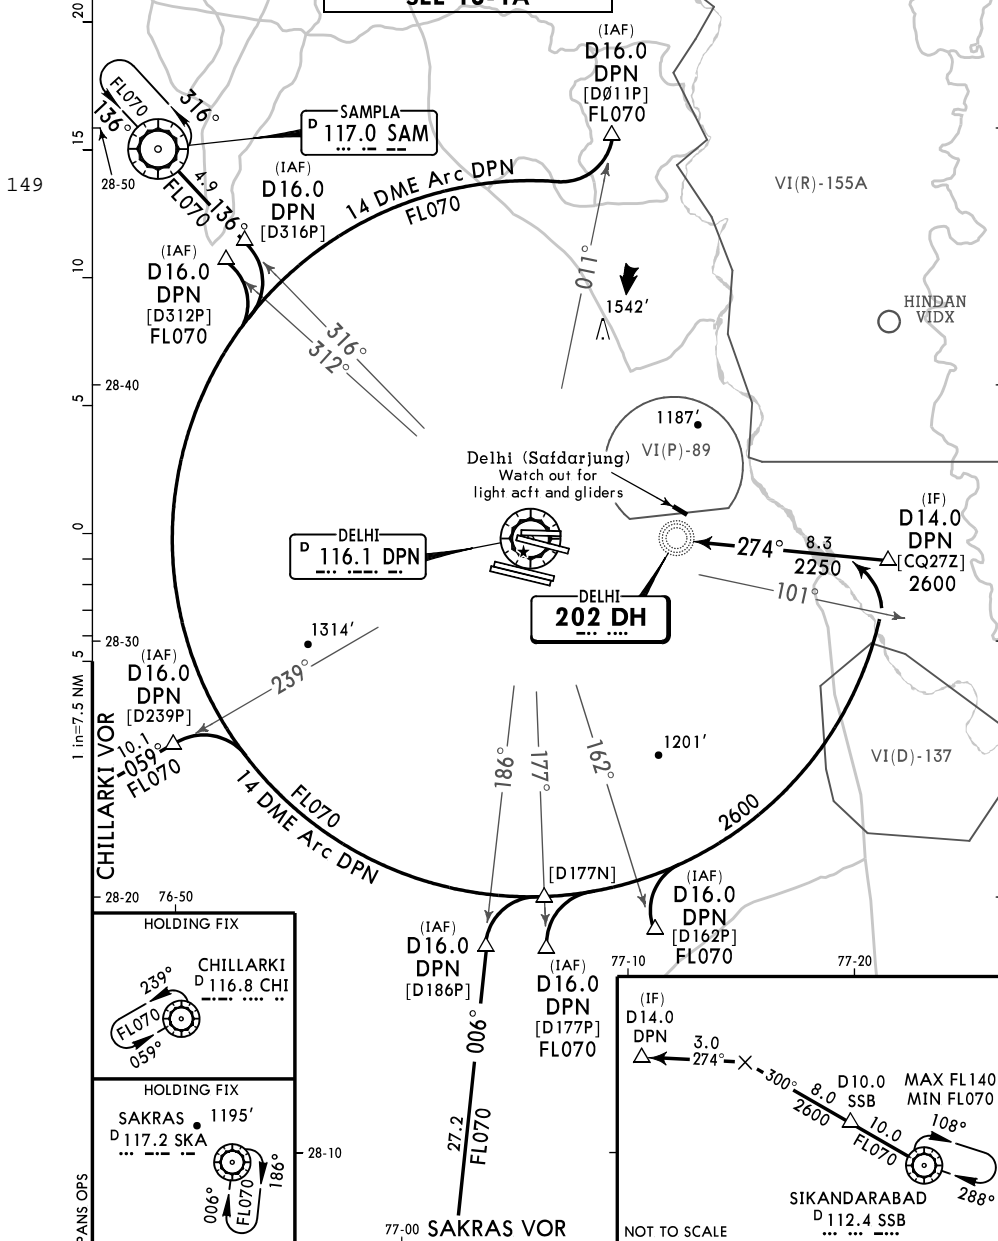 SEE 10-1A
20
15
10
5
0
5
1 in=7.5 NM
149
(IAF)
D16.0
DPN
[DØ11P]
FL070
FL070
316°
136°
SAMPLA
D 117.0 SAM
28-50
4.9
136°
FL070
(IAF)
D16.0
DPN
[D316P]
14 DME Arc DPN
FL070
VI(R)-155A
(IAF)
D16.0
DPN
[D312P]
FL070
011°
1542'
HINDAN
VIDX
316°
312°
28-40
1187'
VI(P)-89
Delhi (Safdarjung)
Watch out for
light acft and gliders
(IF)
D14.0
DPN
[CQ27Z]
2600
DELHI
D 116.1 DPN
274°
8.3
2250
101°
DELHI
202 DH
1314'
28-30
239°
(IAF)
D16.0
DPN
[D239P]
10.1
059°
FL070
CHILLARKI VOR
FL070
14 DME Arc DPN
186°
177°
162°
1201'
VI(D)-137
2600
[D177N]
28-20
76-50
(IAF)
D16.0
DPN
[D186P]
(IAF)
D16.0
DPN
[D177P]
FL070
(IAF)
D16.0
DPN
[D162P]
FL070
77-10
77-20
HOLDING FIX
CHILLARKI
D 116.8 CHI
239°
FL070
059°
HOLDING FIX
SAKRAS
1195'
D 117.2 SKA
006°
FL070
186°
PANS OPS
28-10
006°
27.2
FL070
77-00
SAKRAS VOR
(IF)
D14.0
DPN
3.0
274°
300°
8.0
2600
D10.0
SSB
10.0
FL070
MAX FL140
MIN FL070
108°
288°
SIKANDARABAD
D 112.4 SSB
NOT TO SCALE